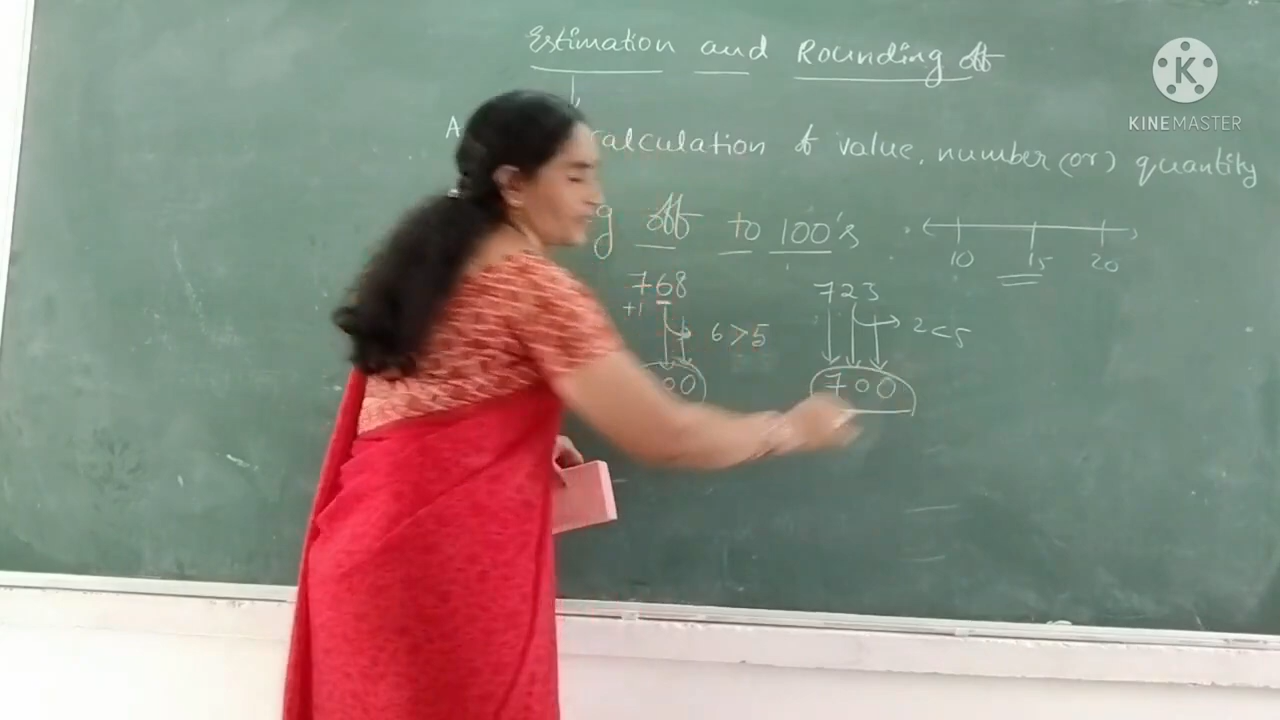 Estimation and Rounding off
calculation of value, number (or) quantity
off to 100's
10 15 20
768 723
+1
6>5 2<5
00 700
KINEMASTER